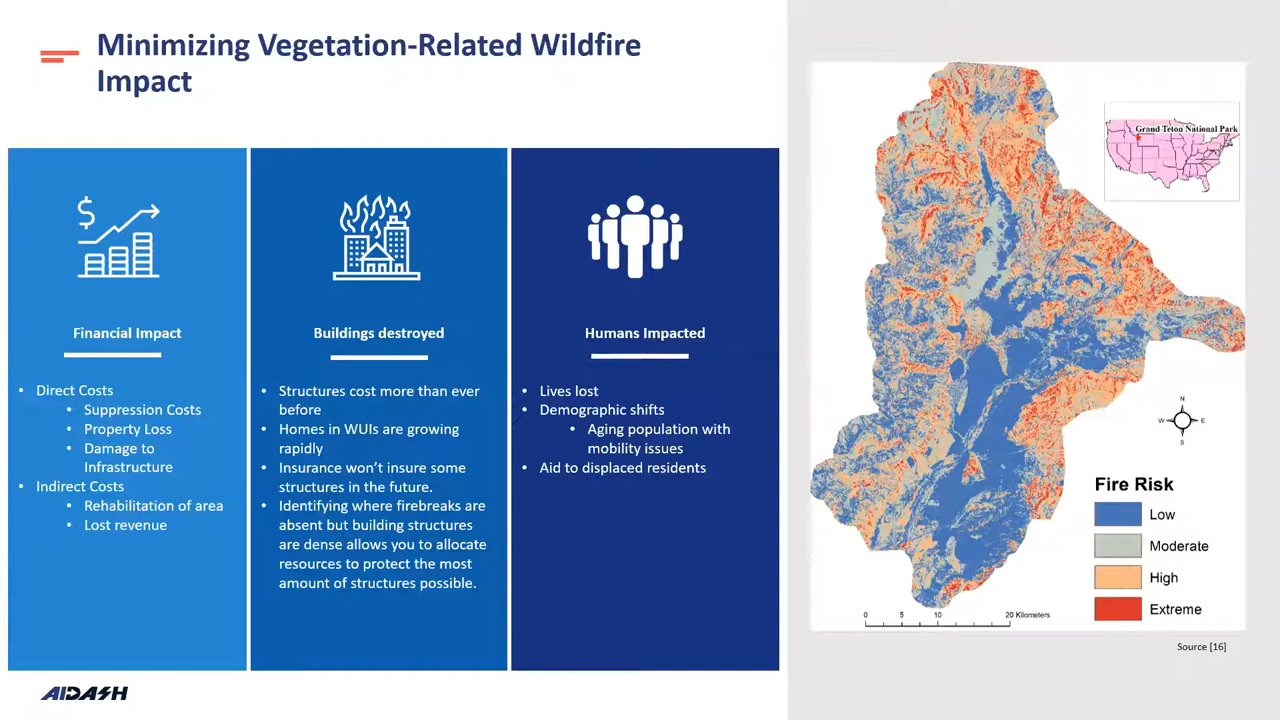 Minimizing Vegetation-Related Wildfire
Impact
$
Financial Impact
• Direct Costs
• Suppression Costs
• Property Loss
• Damage to
Infrastructure
• Indirect Costs
• Rehabilitation of area
• Lost revenue
Buildings destroyed
• Structures cost more than ever
before
• Homes in WUIs are growing
rapidly
• Insurance won’t insure some
structures in the future.
• Identifying where firebreaks are
absent but building structures
are dense allows you to allocate
resources to protect the most
amount of structures possible.
Humans Impacted
• Lives lost
• Demographic shifts
• Aging population with
mobility issues
• Aid to displaced residents
Grand Teton National Park
N
W E
S
Fire Risk
Low
Moderate
High
Extreme
0 5 10 20 Kilometers
Source [16]
AIDASH